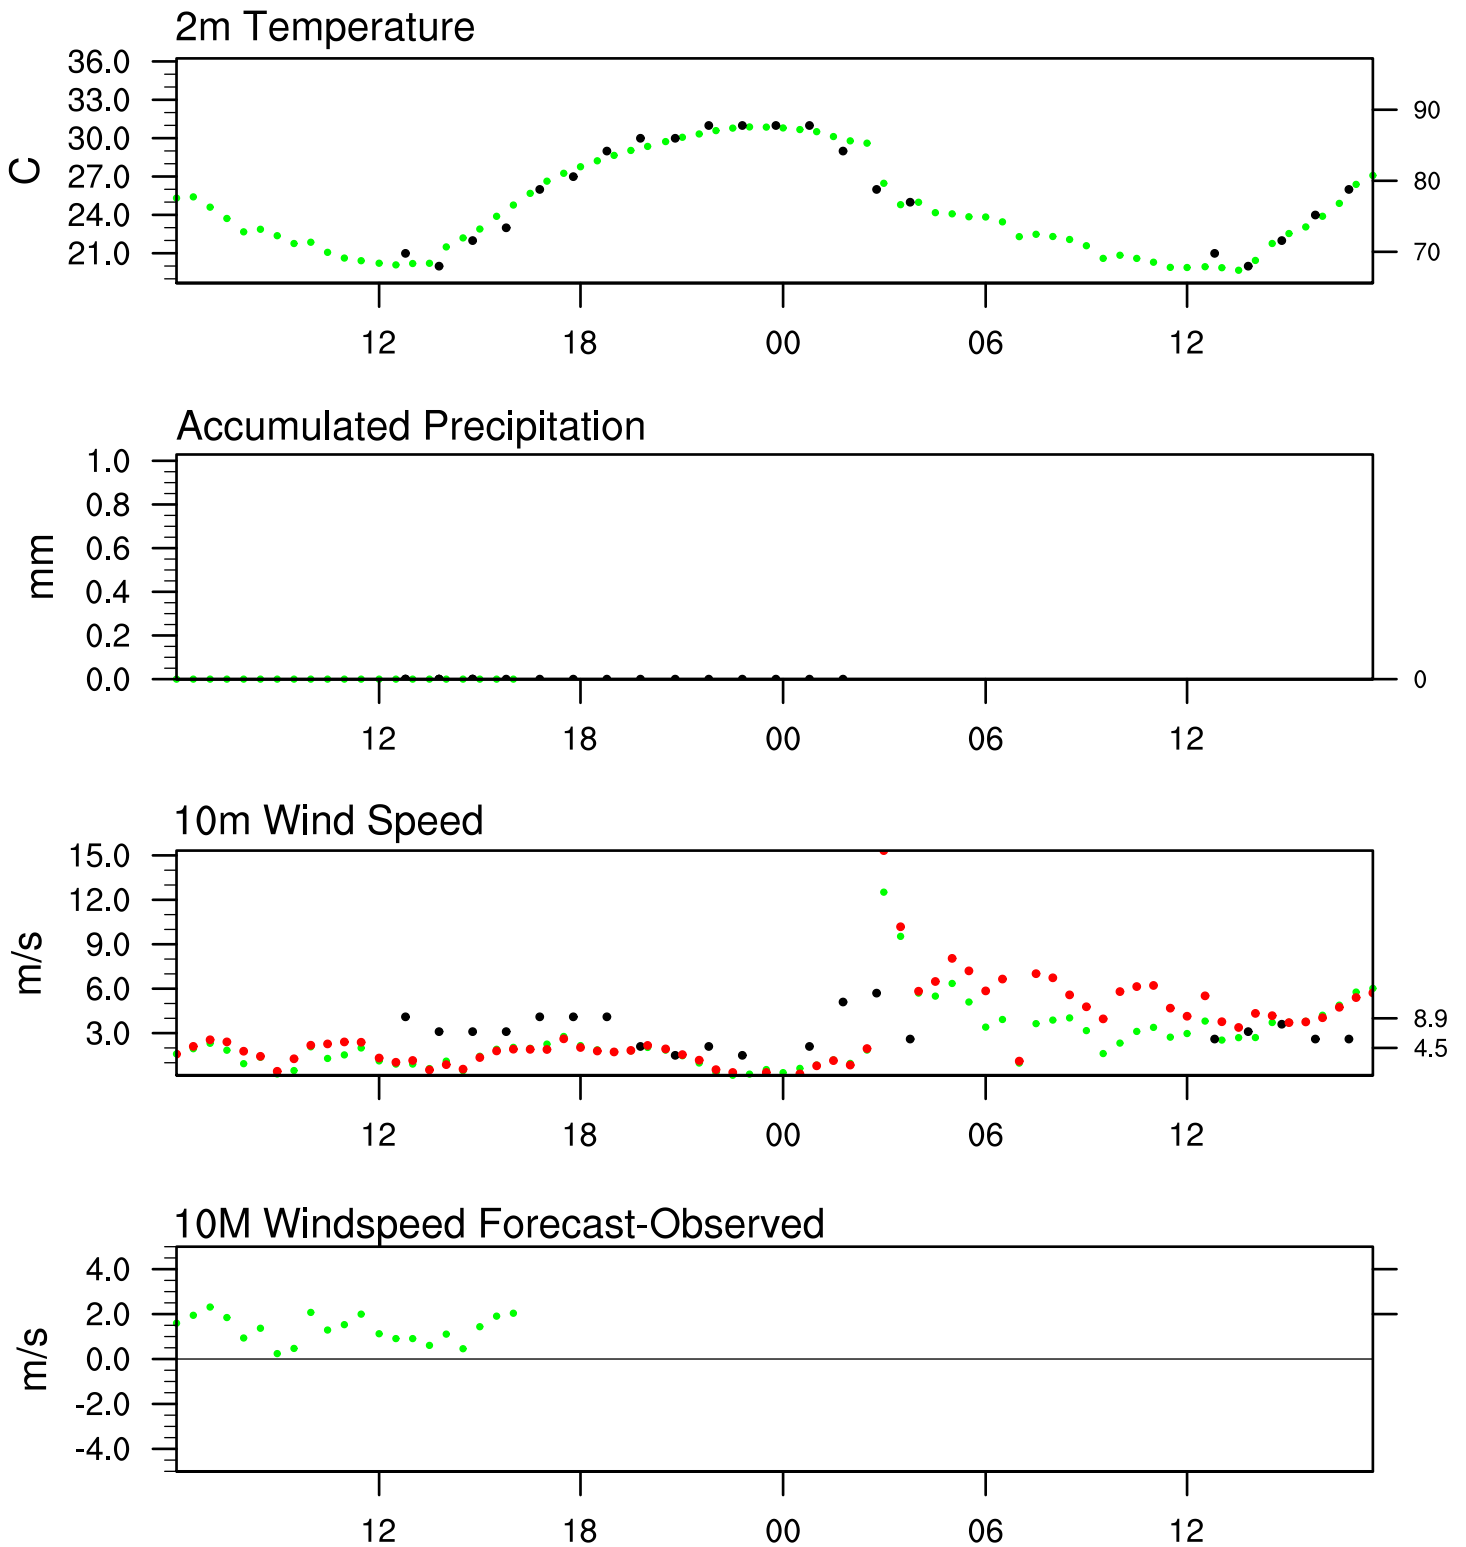 2m Temperature
36.0
33.0
30.0
27.0
24.0
21.0
C
90
80
70
12 18 00 06 12
Accumulated Precipitation
1.0
0.8
0.6
0.4
0.2
0.0
mm
0
12 18 00 06 12
10m Wind Speed
15.0
12.0
9.0
6.0
3.0
m/s
8.9
4.5
12 18 00 06 12
10M Windspeed Forecast-Observed
4.0
2.0
0.0
-2.0
-4.0
m/s
12 18 00 06 12